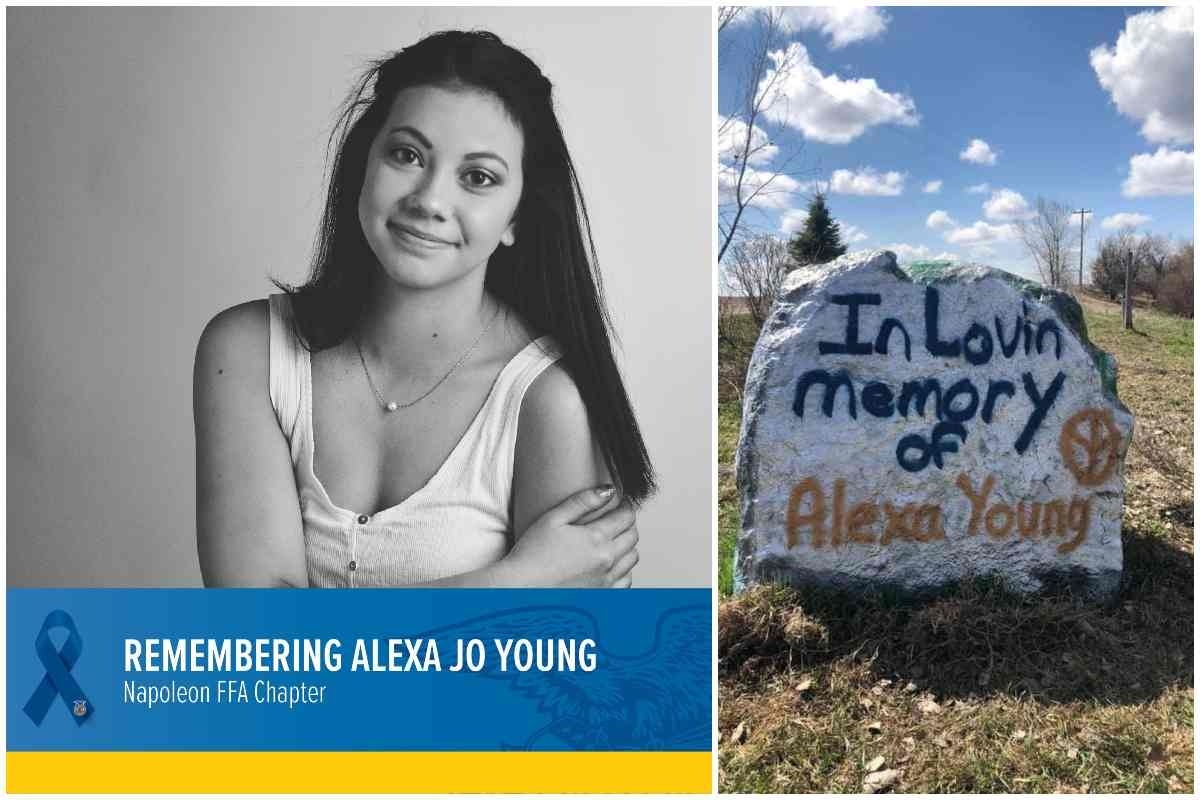 REMEMBERING ALEXA JO YOUNG
Napoleon FFA Chapter
In Lovin
memory
of
Alexa Young